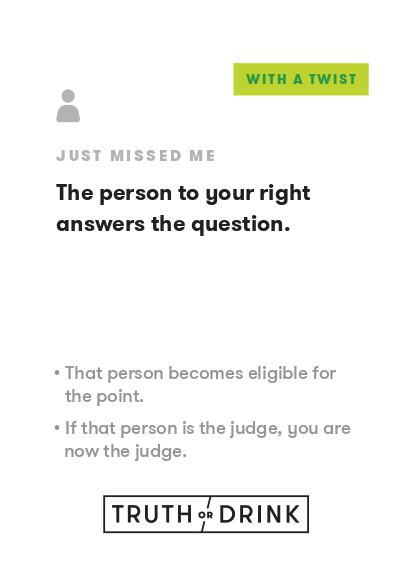 WITH A TWIST
JUST MISSED ME
The person to your right
answers the question.
• That person becomes eligible for
the point.
• If that person is the judge, you are
now the judge.
TRUTH OR DRINK